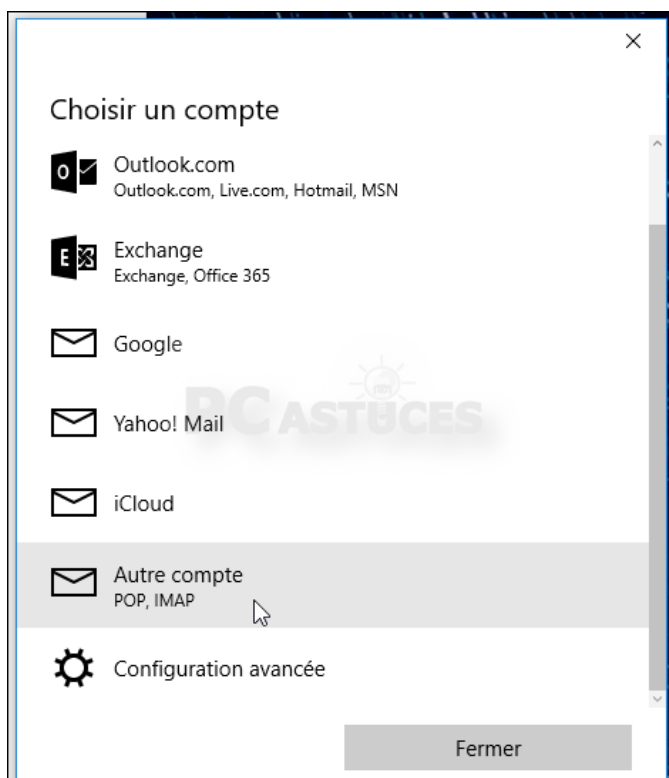 Choisir un compte
Outlook.com
Outlook.com, Live.com, Hotmail, MSN
Exchange
Exchange, Office 365
Google
PC ASTUCES
Yahoo! Mail
iCloud
Autre compte
POP, IMAP
Configuration avancée
Fermer